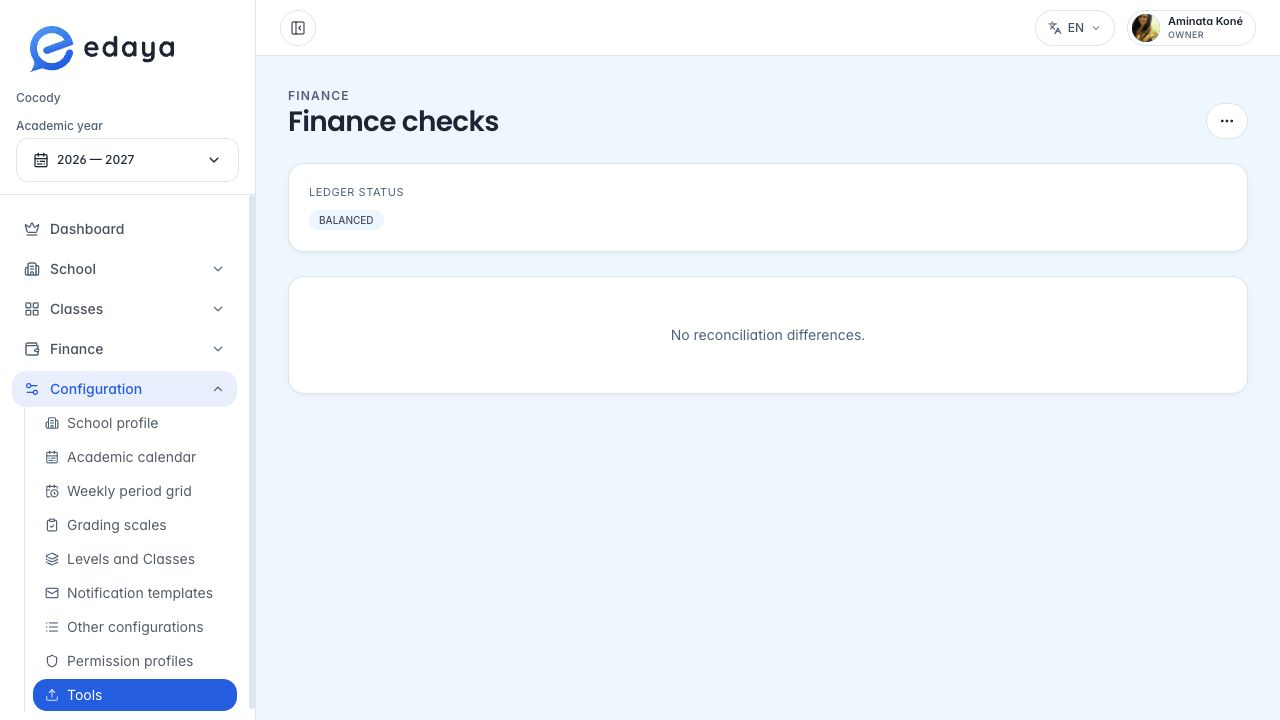 edaya
Cocody
Academic year
2026 — 2027
Dashboard
School
Classes
Finance
Configuration
School profile
Academic calendar
Weekly period grid
Grading scales
Levels and Classes
Notification templates
Other configurations
Permission profiles
Tools
EN
Aminata Koné
OWNER
FINANCE
Finance checks
LEDGER STATUS
BALANCED
No reconciliation differences.